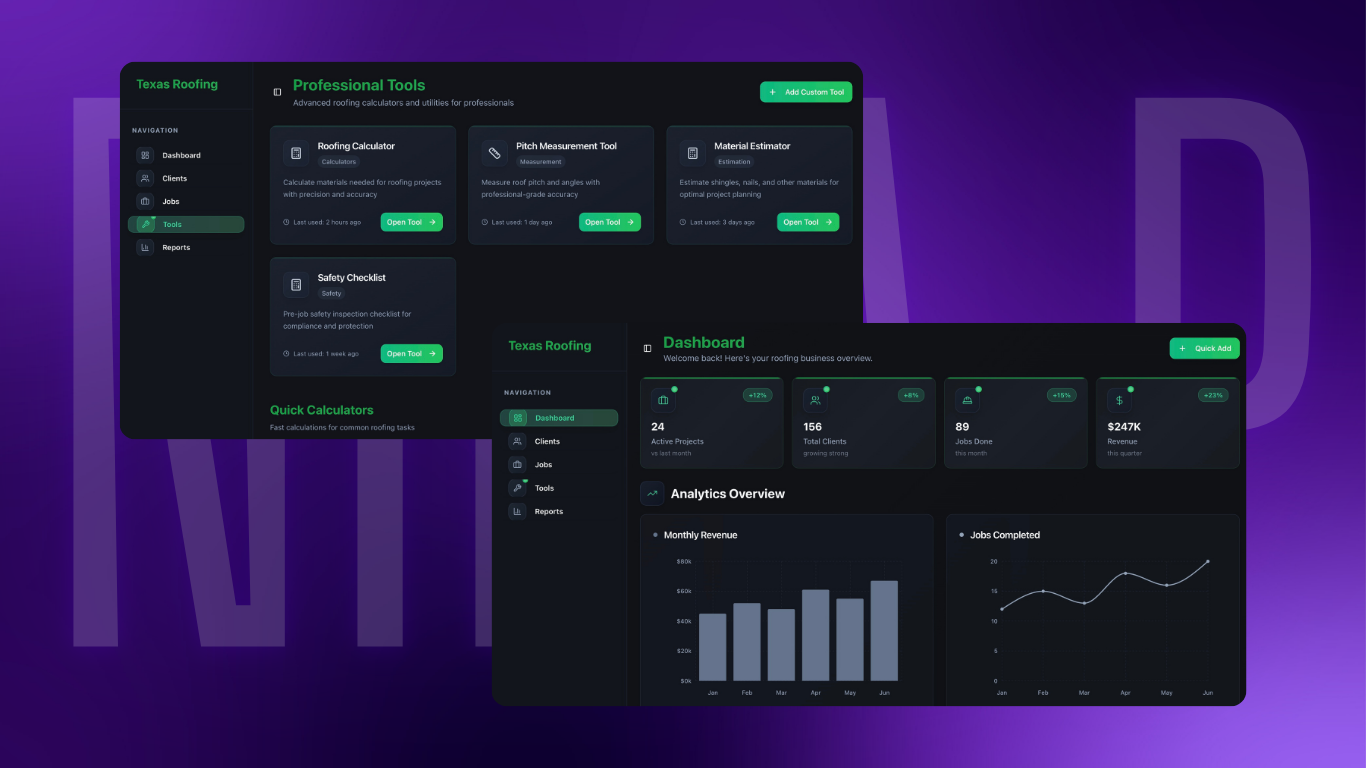 Texas Roofing
NAVIGATION
Dashboard
Clients
Jobs
Tools
Reports
Professional Tools
Advanced roofing calculators and utilities for professionals
+ Add Custom Tool
Roofing Calculator
Calculators
Calculate materials needed for roofing projects
with precision and accuracy
Last used: 2 hours ago
Open Tool →
Pitch Measurement Tool
Measurement
Measure roof pitch and angles with
professional-grade accuracy
Last used: 1 day ago
Open Tool →
Material Estimator
Estimation
Estimate shingles, nails, and other materials for
optimal project planning
Last used: 3 days ago
Open Tool →
Safety Checklist
Safety
Pre-job safety inspection checklist for
compliance and protection
Last used: 1 week ago
Open Tool →
Quick Calculators
Fast calculations for common roofing tasks
Texas Roofing
NAVIGATION
Dashboard
Clients
Jobs
Tools
Reports
Dashboard
Welcome back! Here's your roofing business overview.
+ Quick Add
+12%
24
Active Projects
vs last month
+8%
156
Total Clients
growing strong
+15%
89
Jobs Done
this month
$
+23%
$247K
Revenue
this quarter
Analytics Overview
Monthly Revenue
$80k
$60k
$40k
$20k
$0k
Jan Feb Mar Apr May Jun
Jobs Completed
20
15
10
5
0
Jan Feb Mar Apr May Jun